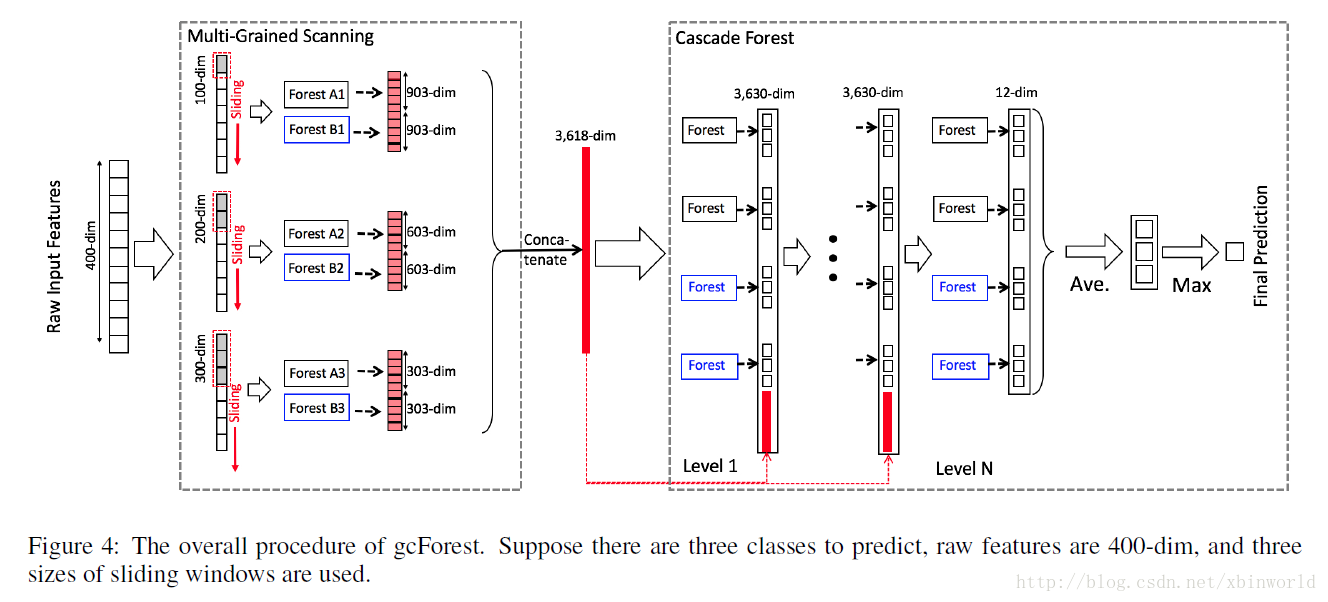 Multi-Grained Scanning
Cascade Forest
Raw Input Features
400-dim
100-dim
Sliding
Forest A1
Forest B1
903-dim
903-dim
200-dim
Sliding
Forest A2
Forest B2
603-dim
603-dim
300-dim
Sliding
Forest A3
Forest B3
303-dim
303-dim
Conca-
tenate
3,618-dim
3,630-dim
3,630-dim
12-dim
Forest
Forest
Forest
Forest
Forest
Forest
Forest
Forest
Level 1
Level N
Ave.
Max
Final Prediction
Figure 4: The overall procedure of gcForest. Suppose there are three classes to predict, raw features are 400-dim, and three
sizes of sliding windows are used.
http://blog.csdn.net/xbinworld